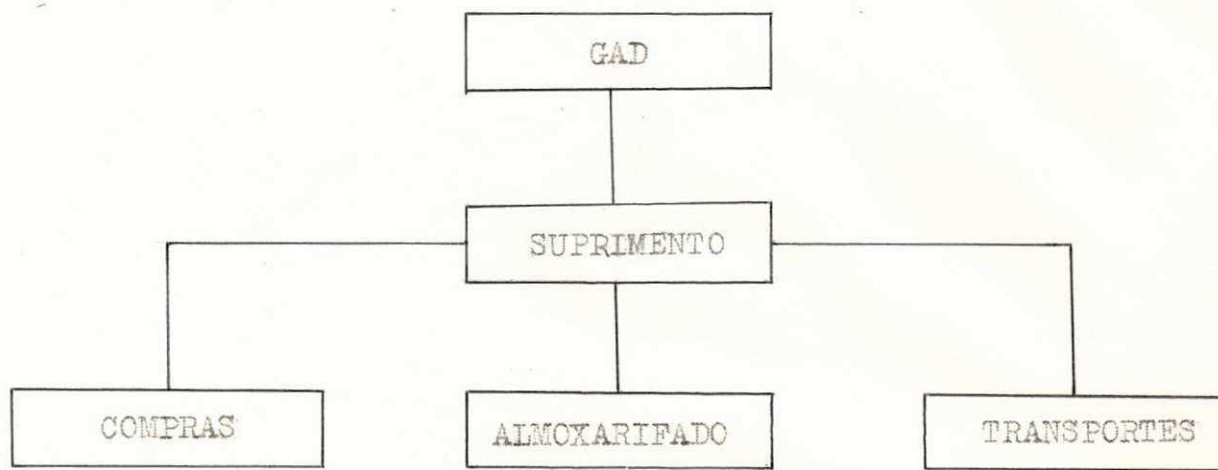 GAD
SUPRIMENTO
COMPRAS
ALMOXARIFADO
TRANSPORTES